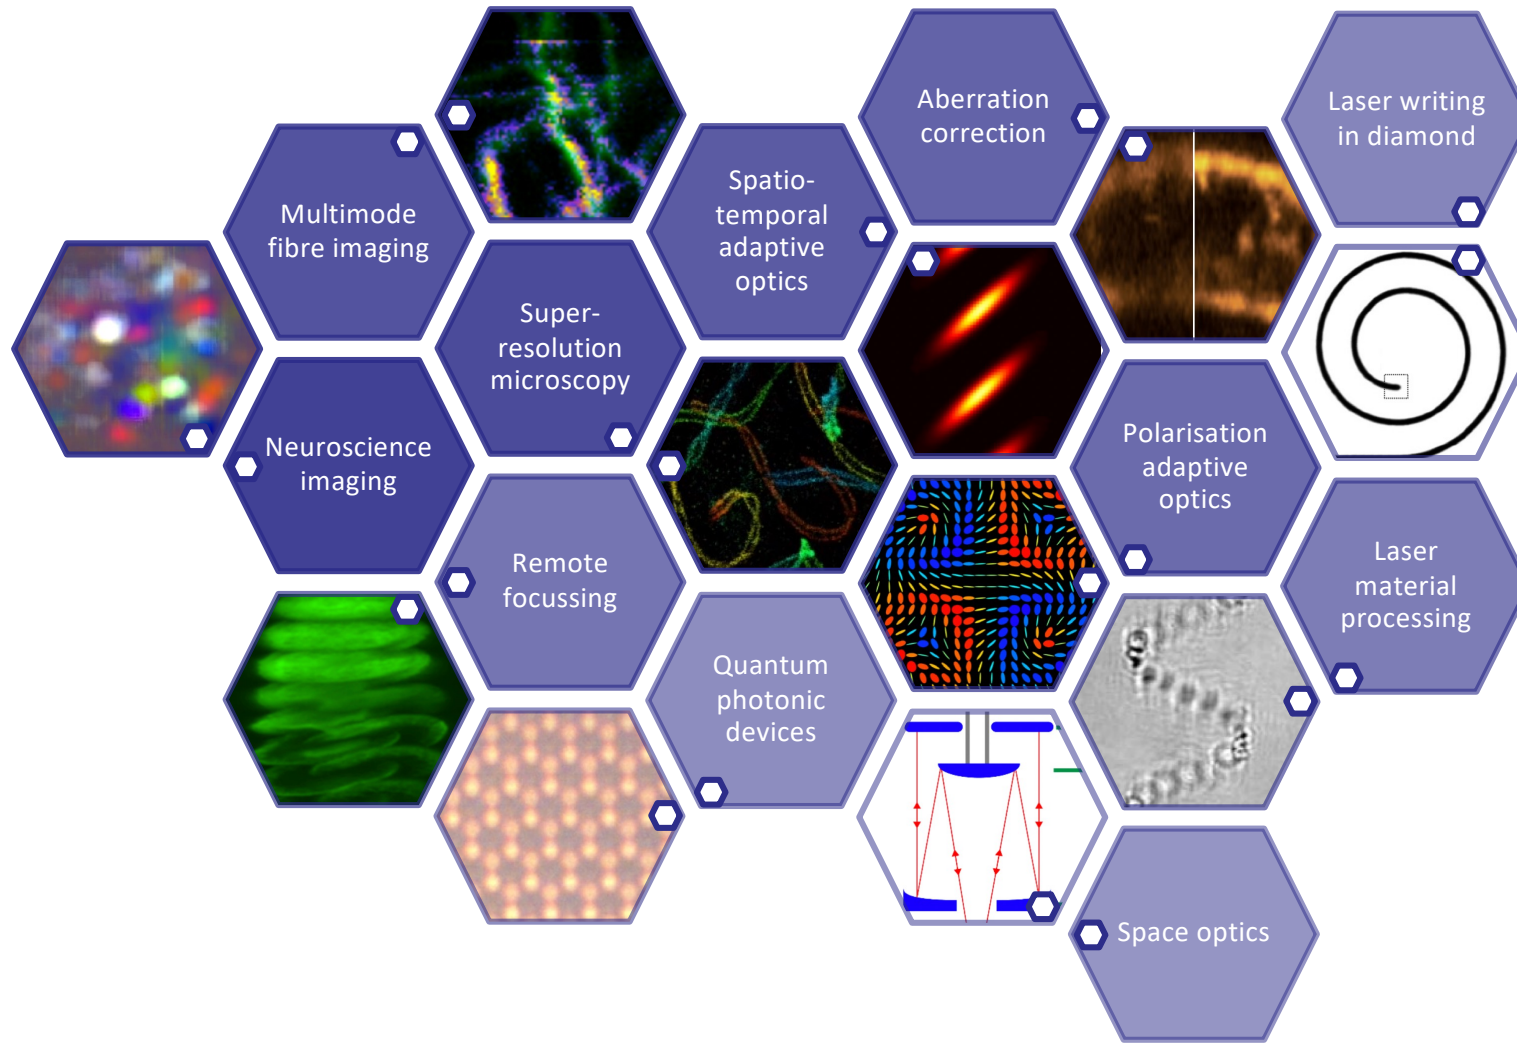 Aberration
correction
Laser writing
in diamond
Multimode
fibre imaging
Spatio-
temporal
adaptive
optics
Super-
resolution
microscopy
Neuroscience
imaging
Polarisation
adaptive
optics
Remote
focussing
Laser
material
processing
Quantum
photonic
devices
Space optics